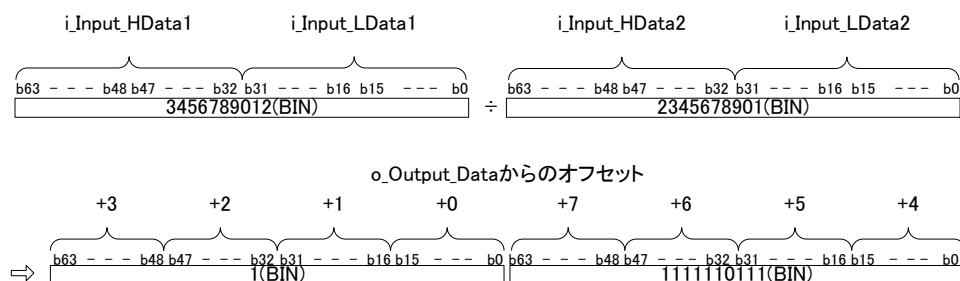 i_Input_HData1 i_Input_LData1 i_Input_HData2 i_Input_LData2
b63 - - - b48 b47 - - - b32 b31 - - - b16 b15 --- b0 b63 - - - b48 b47 - - - b32 b31 - - - b16 b15 --- b0
3456789012(BIN) ÷ 2345678901(BIN)
o_Output_Dataからのオフセット
+3 +2 +1 +0 +7 +6 +5 +4
b63 - - - b48 b47 - - - b32 b31 - - - b16 b15 - - - b0 b63 - - - b48 b47 - - - b32 b31 - - - b16 b15 - - - b0
⇨ 1(BIN) 1111110111(BIN)